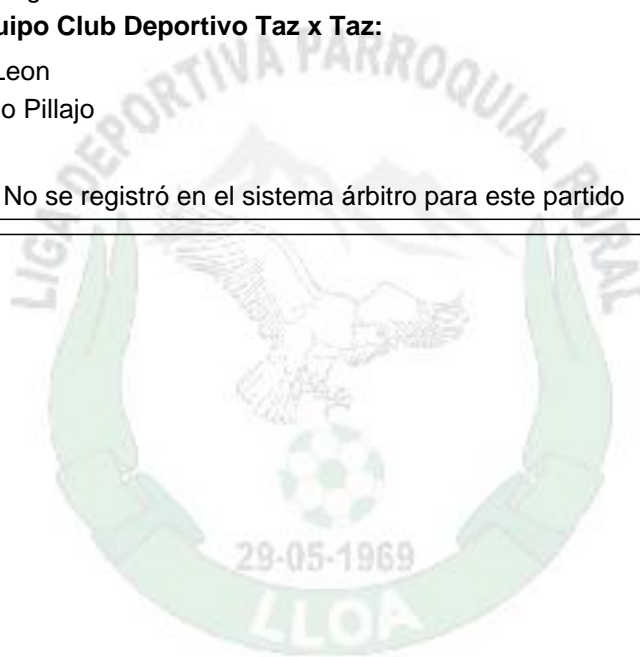 uipo Club Deportivo Taz x Taz:
Leon
o Pillajo
No se registró en el sistema árbitro para este partido
LIGA DEPORTIVA PARROQUIAL RURAL
29-05-1969
LLOA